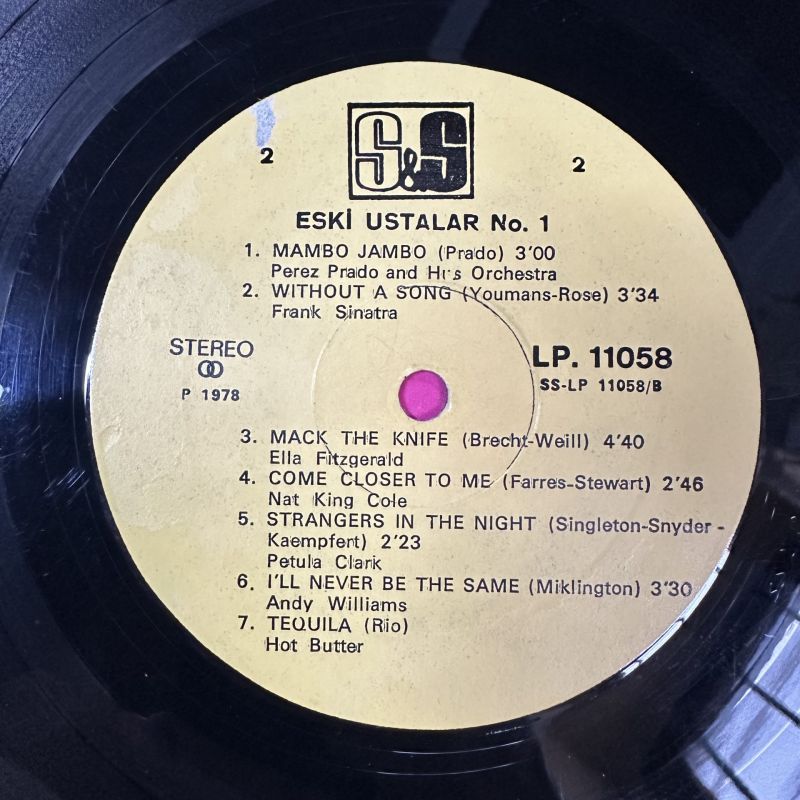 S&S
2 2
ESKİ USTALAR No. 1
1. MAMBO JAMBO (Prado) 3'00
Perez Prado and His Orchestra
2. WITHOUT A SONG (Youmans-Rose) 3'34
Frank Sinatra
STEREO
P 1978
LP. 11058
SS-LP 11058/B
3. MACK THE KNIFE (Brecht-Weill) 4'40
Ella Fitzgerald
4. COME CLOSER TO ME (Farres-Stewart) 2'46
Nat King Cole
5. STRANGERS IN THE NIGHT (Singleton-Snyder -
Kaempfert) 2'23
Petula Clark
6. I'LL NEVER BE THE SAME (Miklington) 3'30
Andy Williams
7. TEQUILA (Rio)
Hot Butter